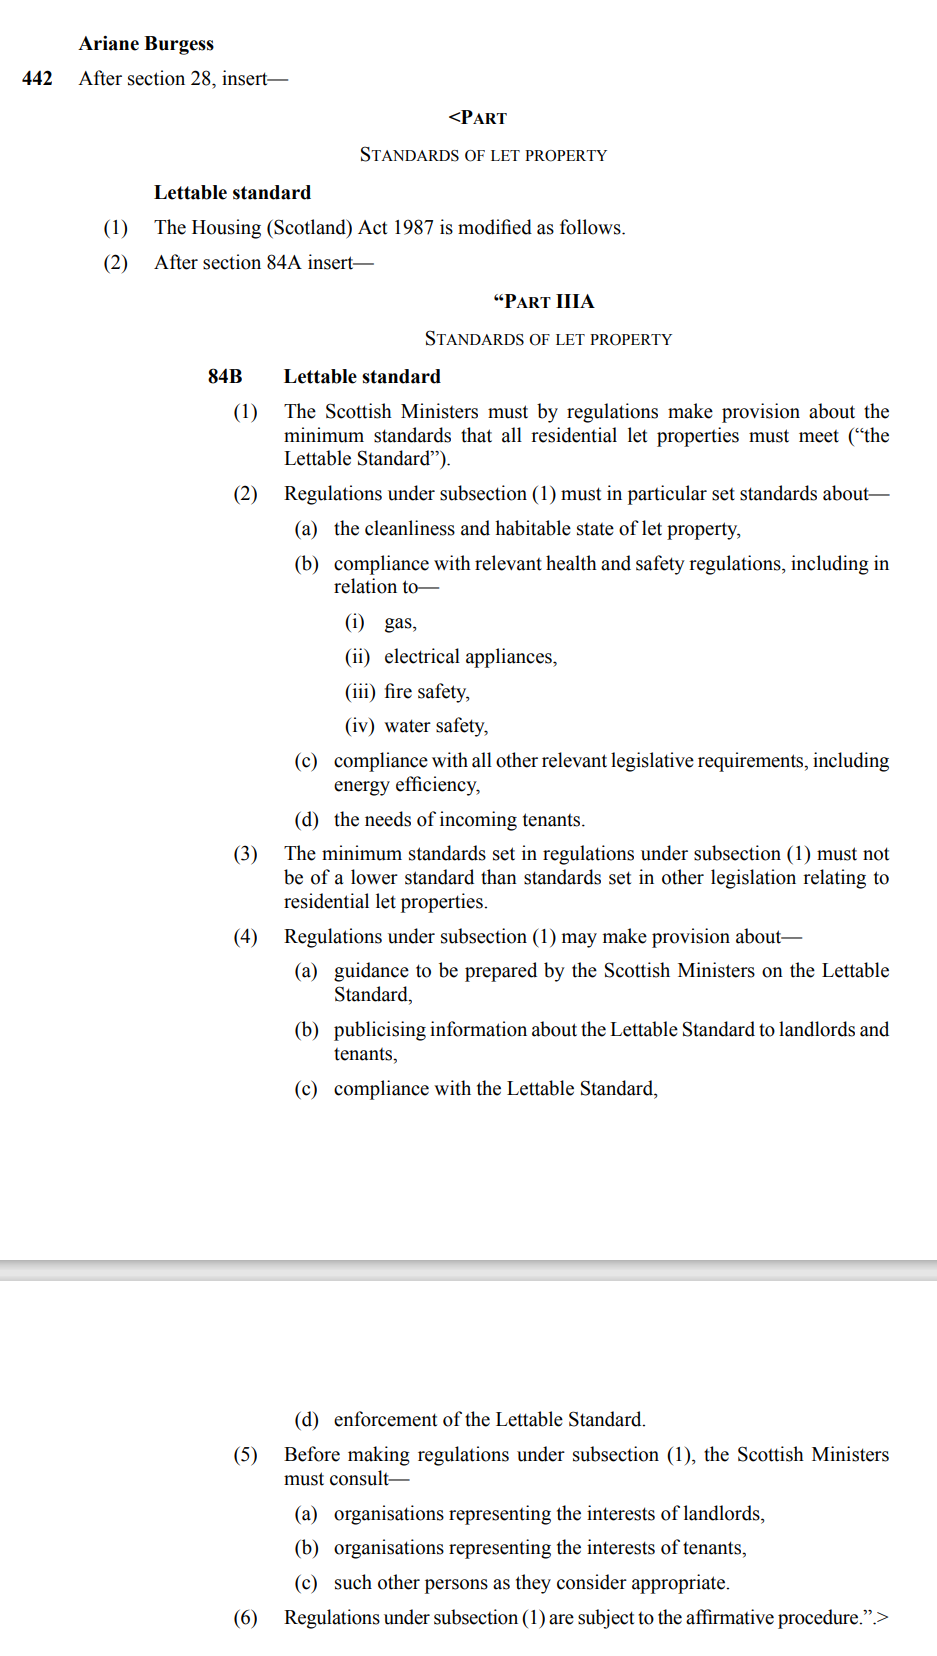 Ariane Burgess
442 After section 28, insert—
<PART
STANDARDS OF LET PROPERTY
Lettable standard
(1) The Housing (Scotland) Act 1987 is modified as follows.
(2) After section 84A insert—
“PART IIIA
STANDARDS OF LET PROPERTY
84B Lettable standard
(1) The Scottish Ministers must by regulations make provision about the
minimum standards that all residential let properties must meet (“the
Lettable Standard”).
(2) Regulations under subsection (1) must in particular set standards about—
(a) the cleanliness and habitable state of let property,
(b) compliance with relevant health and safety regulations, including in
relation to—
(i) gas,
(ii) electrical appliances,
(iii) fire safety,
(iv) water safety,
(c) compliance with all other relevant legislative requirements, including
energy efficiency,
(d) the needs of incoming tenants.
(3) The minimum standards set in regulations under subsection (1) must not
be of a lower standard than standards set in other legislation relating to
residential let properties.
(4) Regulations under subsection (1) may make provision about—
(a) guidance to be prepared by the Scottish Ministers on the Lettable
Standard,
(b) publicising information about the Lettable Standard to landlords and
tenants,
(c) compliance with the Lettable Standard,
(d) enforcement of the Lettable Standard.
(5) Before making regulations under subsection (1), the Scottish Ministers
must consult—
(a) organisations representing the interests of landlords,
(b) organisations representing the interests of tenants,
(c) such other persons as they consider appropriate.
(6) Regulations under subsection (1) are subject to the affirmative procedure.”.>